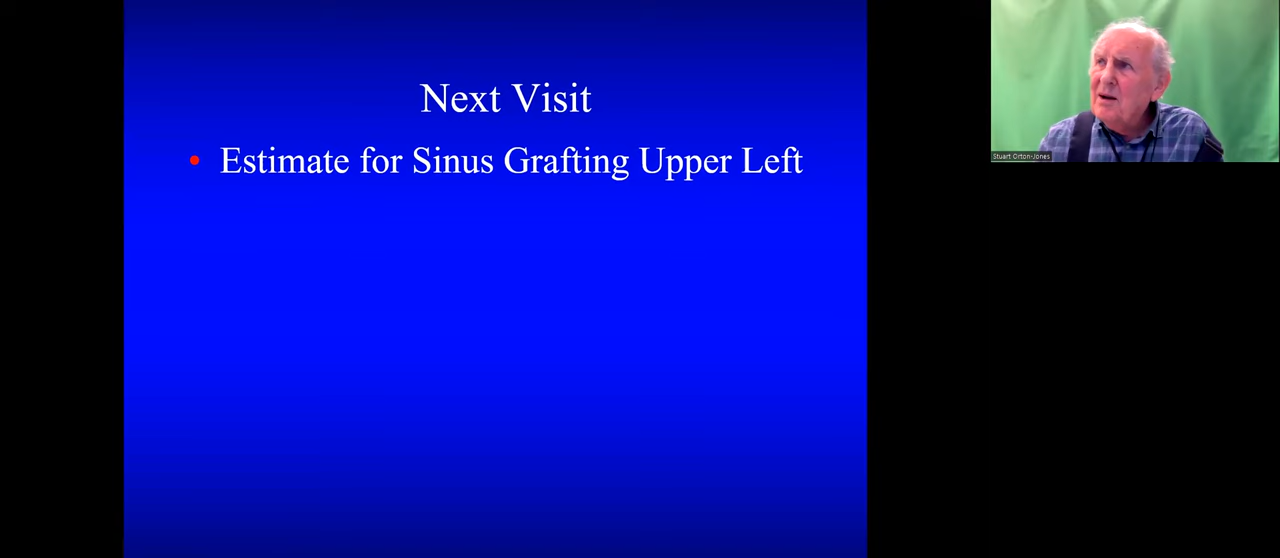 Next Visit
• Estimate for Sinus Grafting Upper Left
Stuart Orton-Jones